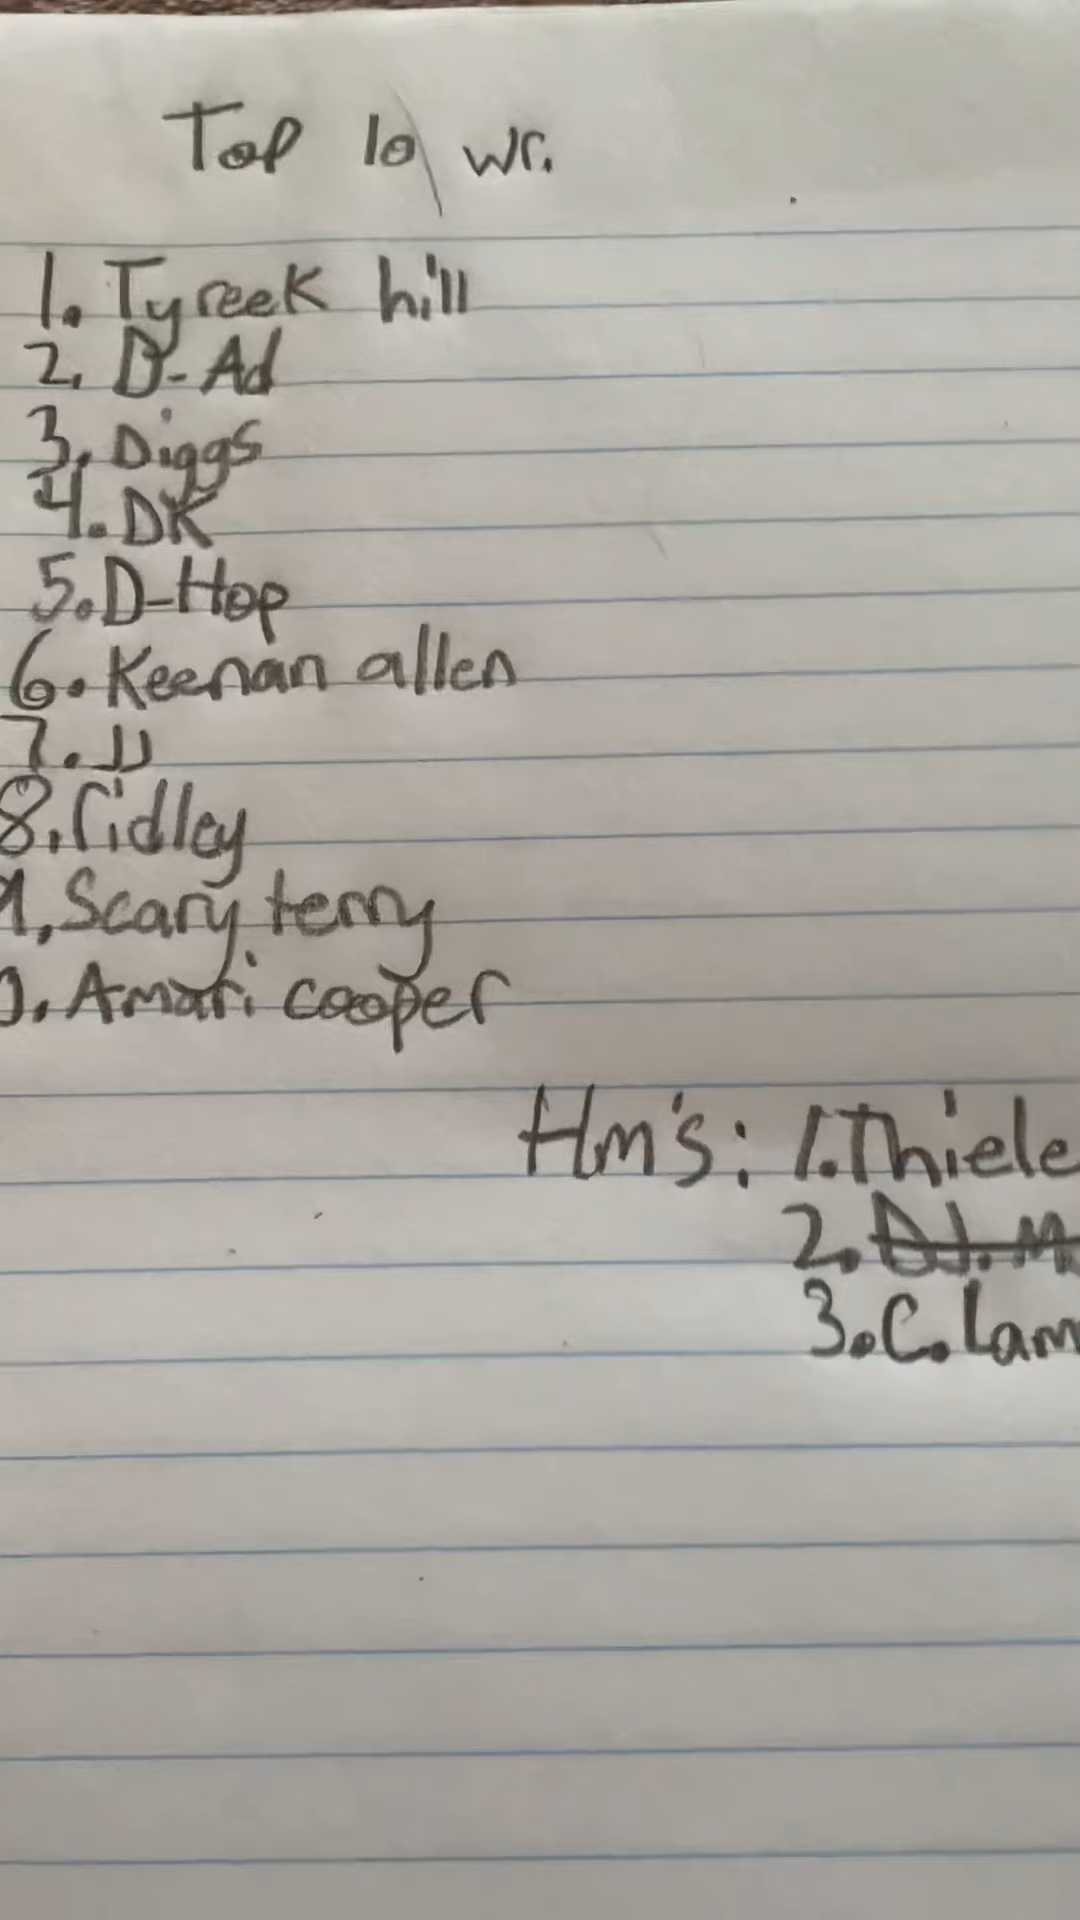 Top 10 wr.
1. Tyreek hill
2. D-Ad
3. Diggs
4. DK
5. D-Hop
6. Keenan allen
7. JJ
8. ridley
9. Scary terry
0. Amari cooper
Hm's: 1. Thiele
2. DJ. M
3. C. Lam